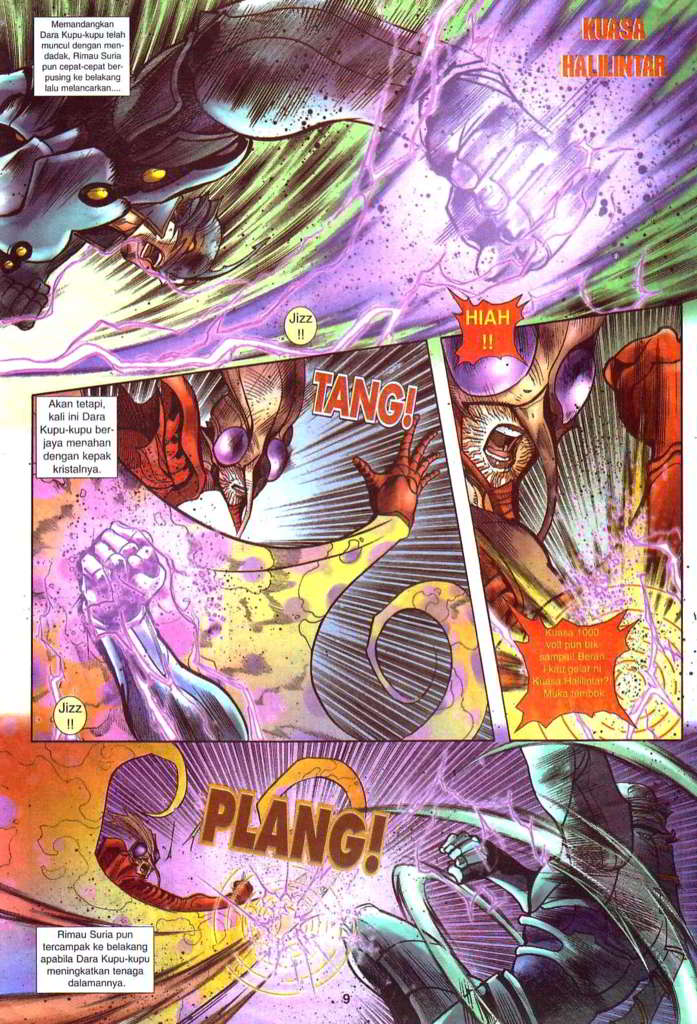 Memandangkan
Dara Kupu-kupu telah
muncul dengan men-
dadak, Rimau Suria
pun cepat-cepat ber-
pusing ke belakang
lalu melancarkan....
KUASA
HALILINTAR
Jizz
!!
Akan tetapi,
kali ini Dara
Kupu-kupu ber-
jaya menahan
dengan kepak
kristalnya.
TANG!
Jizz
!!
HIAH
!!
Kuasa 1000
volt pun tak
sampai! Beran
i kau gelar ni
Kuasa Halilintar?
Muka tembok.
PLANG!
Rimau Suria pun
tercampak ke belakang
apabila Dara Kupu-kupu
meningkatkan tenaga
dalamannya.
9